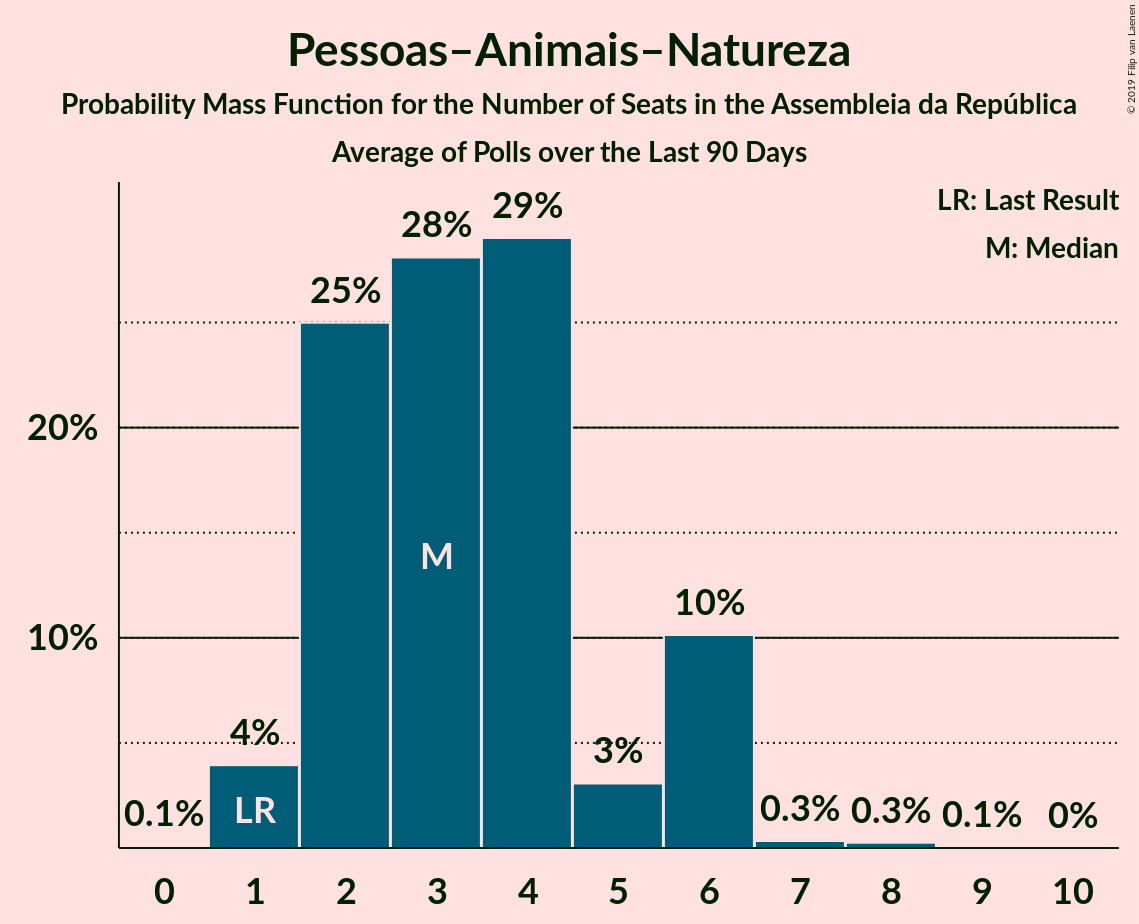 Pessoas–Animais–Natureza
Probability Mass Function for the Number of Seats in the Assembleia da República
Average of Polls over the Last 90 Days
© 2019 Filip van Laenen
LR: Last Result
M: Median
29%
28%
25%
20%
M
10%
10%
4%
3%
0.1%
LR
0.3%
0.3%
0.1%
0%
0 1 2 3 4 5 6 7 8 9 10